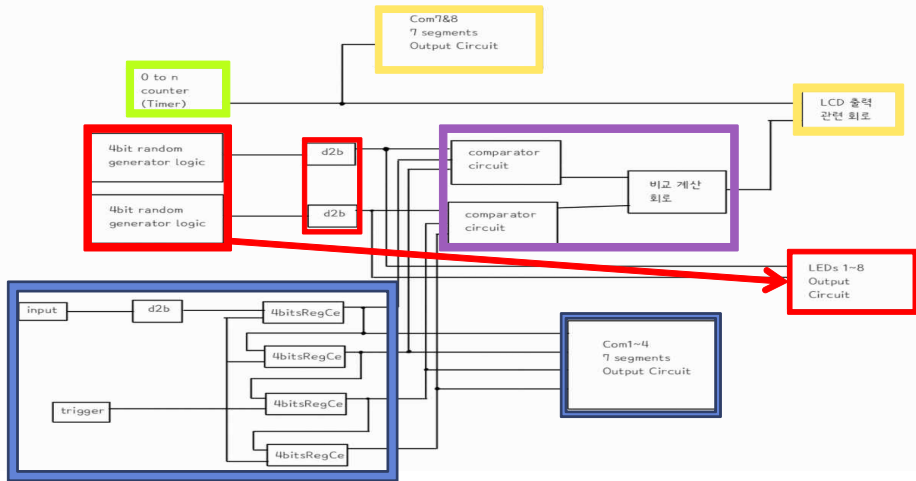 Com7&8
7 segments
Output Circuit
0 to n
counter
(Timer)
LCD 출력
관련 회로
4bit random
generator logic
d2b
comparator
circuit
비교 계산
회로
4bit random
generator logic
d2b
comparator
circuit
LEDs 1~8
Output
Circuit
input
d2b
4bitsRegCe
4bitsRegCe
4bitsRegCe
4bitsRegCe
trigger
Com1~4
7 segments
Output Circuit